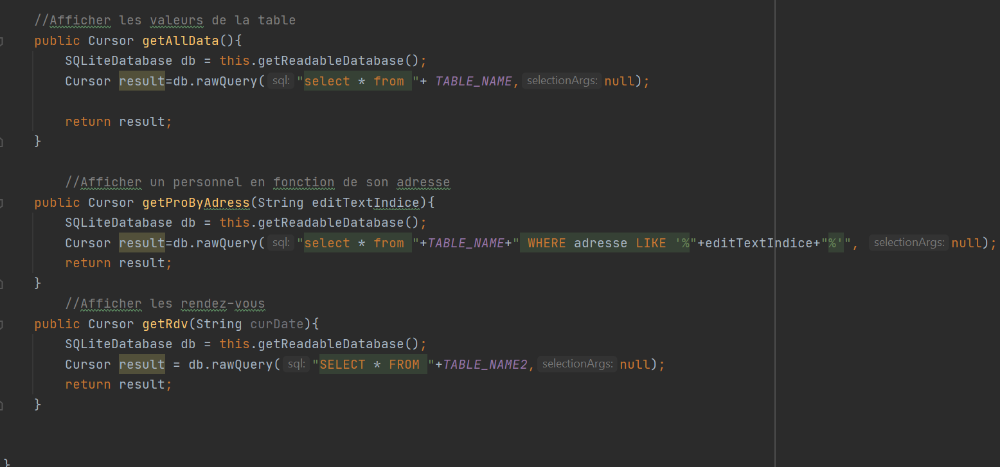 //Afficher les valeurs de la table
public Cursor getAllData(){
SQLiteDatabase db = this.getReadableDatabase();
Cursor result=db.rawQuery( sql: "select * from "+ TABLE_NAME, selectionArgs: null);
return result;
}
//Afficher un personnel en fonction de son adresse
public Cursor getProByAdress(String editTextIndice){
SQLiteDatabase db = this.getReadableDatabase();
Cursor result=db.rawQuery( sql: "select * from "+TABLE_NAME+" WHERE adresse LIKE '%"+editTextIndice+"%'", selectionArgs: null);
return result;
}
//Afficher les rendez-vous
public Cursor getRdv(String curDate){
SQLiteDatabase db = this.getReadableDatabase();
Cursor result = db.rawQuery( sql: "SELECT * FROM "+TABLE_NAME2, selectionArgs: null);
return result;
}
}